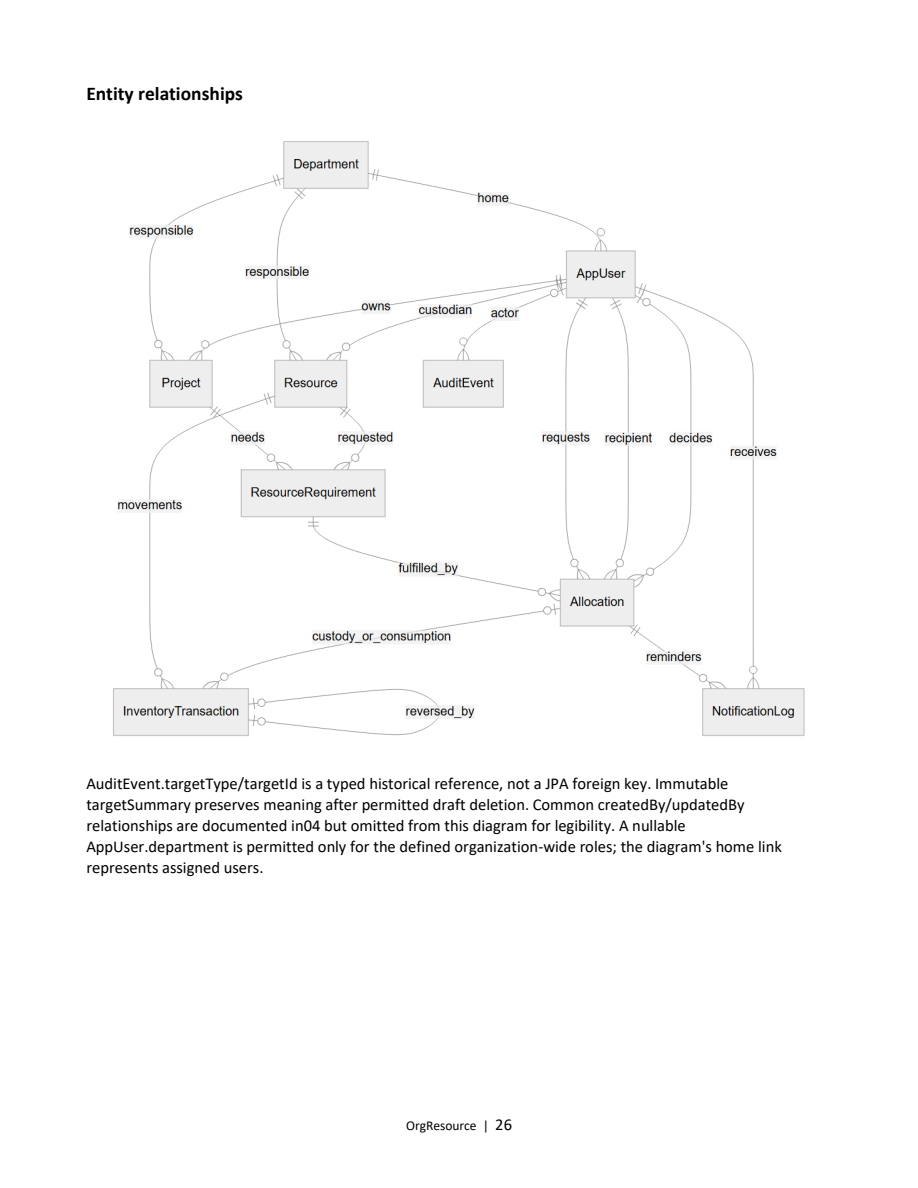 Entity relationships
Department
home
responsible
AppUser
responsible
owns
custodian
actor
Project
Resource
AuditEvent
needs
requested
requests
recipient
decides
receives
ResourceRequirement
movements
fulfilled_by
Allocation
custody_or_consumption
reminders
InventoryTransaction
reversed_by
NotificationLog
AuditEvent.targetType/targetId is a typed historical reference, not a JPA foreign key. Immutable
targetSummary preserves meaning after permitted draft deletion. Common createdBy/updatedBy
relationships are documented in04 but omitted from this diagram for legibility. A nullable
AppUser.department is permitted only for the defined organization-wide roles; the diagram's home link
represents assigned users.
OrgResource | 26